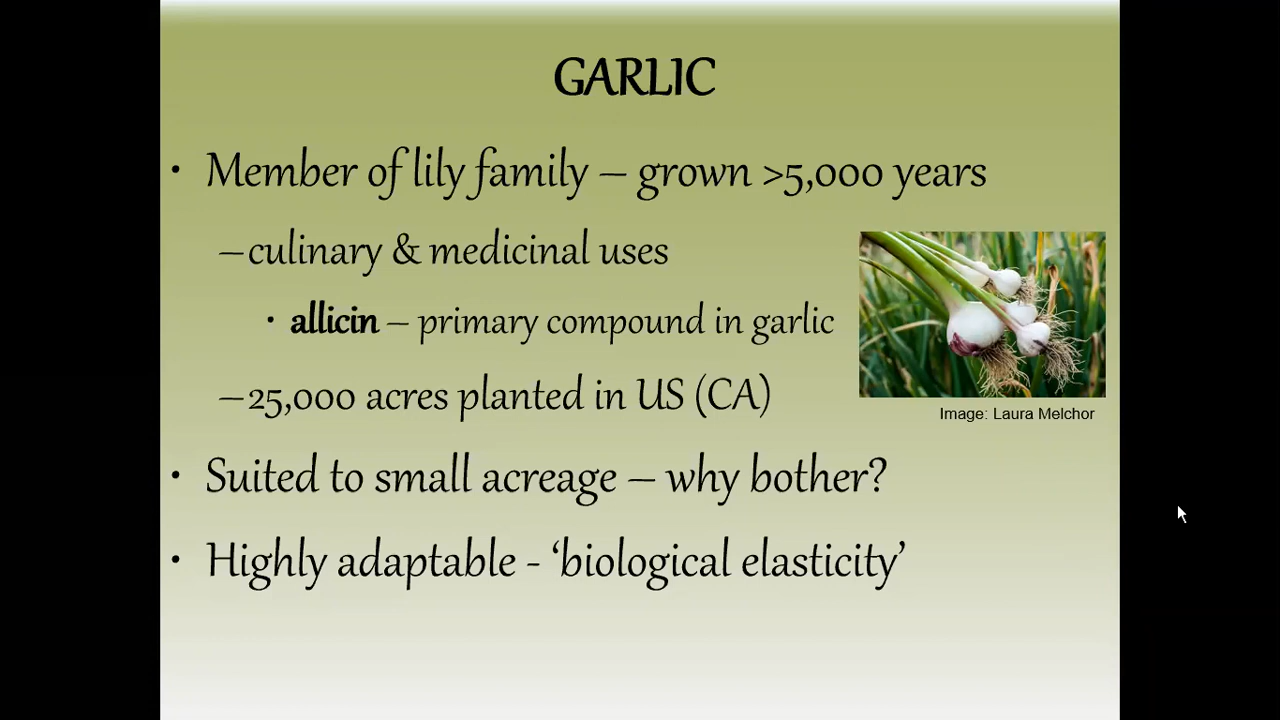 GARLIC
• Member of lily family – grown >5,000 years
–culinary & medicinal uses
• allicin – primary compound in garlic
–25,000 acres planted in US (CA)
Image: Laura Melchor
• Suited to small acreage – why bother?
• Highly adaptable - ‘biological elasticity’